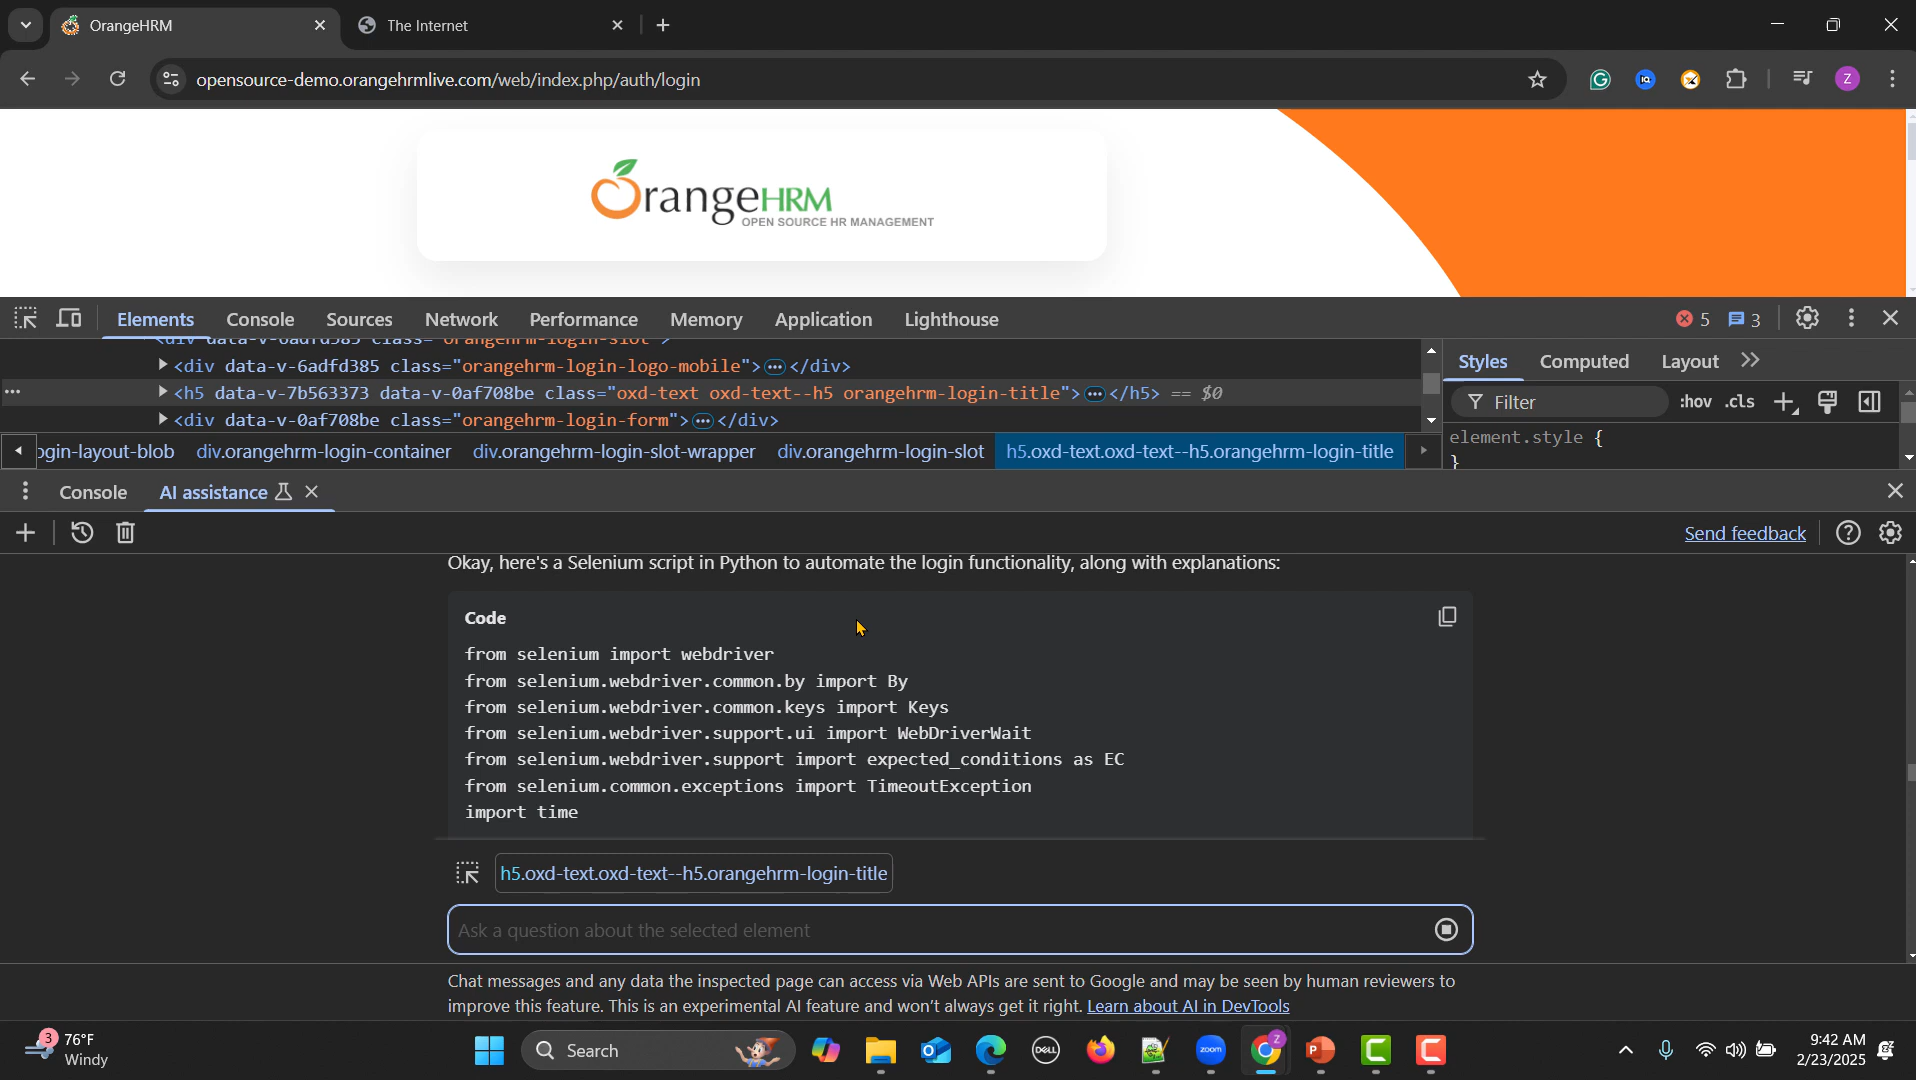 OrangeHRM
The Internet
opensource-demo.orangehrmlive.com/web/index.php/auth/login
Z
OrangeHRM
OPEN SOURCE HR MANAGEMENT
Elements Console Sources Network Performance Memory Application Lighthouse 5 3
<div data-v-6adfd385 class="orangehrm-login-slot">
<div data-v-6adfd385 class="orangehrm-login-logo-mobile">…</div>
<h5 data-v-7b563373 data-v-0af708be class="oxd-text oxd-text--h5 orangehrm-login-title">…</h5> == $0
<div data-v-0af708be class="orangehrm-login-form">…</div>
ogin-layout-blob div.orangehrm-login-container div.orangehrm-login-slot-wrapper div.orangehrm-login-slot h5.oxd-text.oxd-text--h5.orangehrm-login-title
Styles Computed Layout
Filter :hov .cls
element.style {
}
Console AI assistance
Send feedback
Okay, here's a Selenium script in Python to automate the login functionality, along with explanations:
Code
from selenium import webdriver
from selenium.webdriver.common.by import By
from selenium.webdriver.common.keys import Keys
from selenium.webdriver.support.ui import WebDriverWait
from selenium.webdriver.support import expected_conditions as EC
from selenium.common.exceptions import TimeoutException
import time
h5.oxd-text.oxd-text--h5.orangehrm-login-title
Ask a question about the selected element
Chat messages and any data the inspected page can access via Web APIs are sent to Google and may be seen by human reviewers to
improve this feature. This is an experimental AI feature and won't always get it right. Learn about AI in DevTools
3
76°F
Windy
Search
DELL
zoom
Z
9:42 AM
2/23/2025